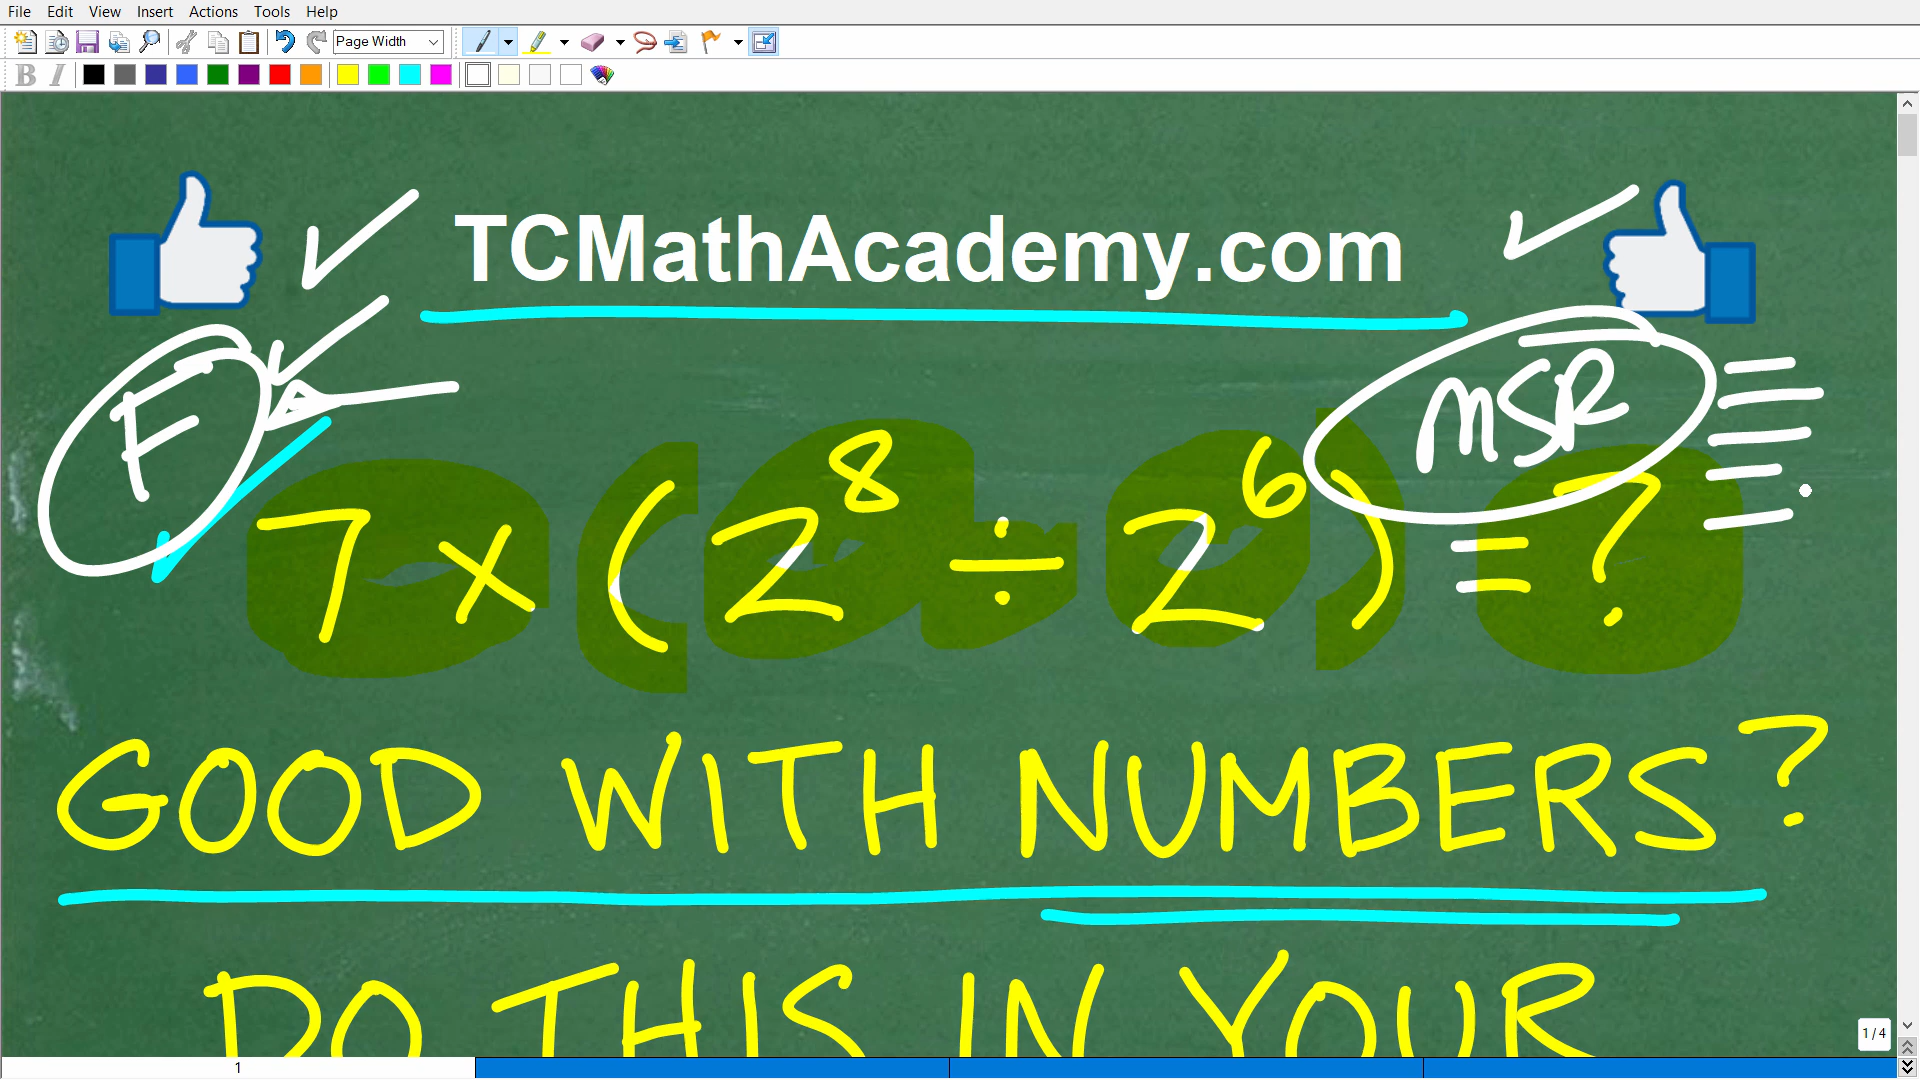 File Edit View Insert Actions Tools Help
Page Width
B I
TCMathAcademy.com
F
MSR
7 × (2⁸ ÷ 2⁶) = ?
GOOD WITH NUMBERS?
DO THIS IN YOUR
1 / 4
1